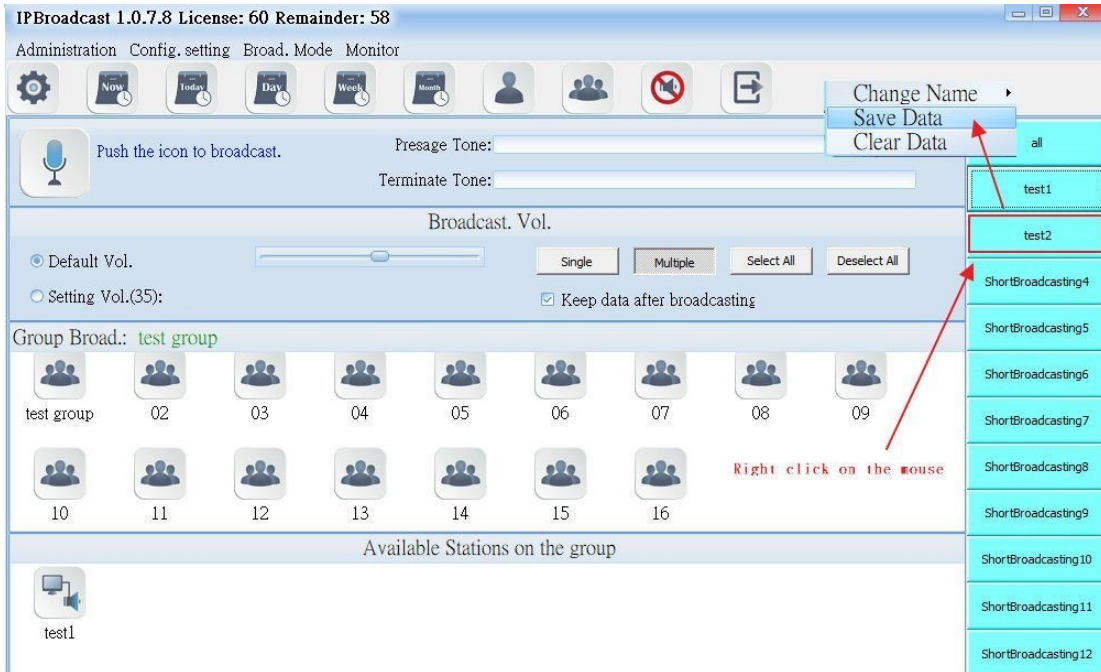 IPBroadcast 1.0.7.8 License: 60 Remainder: 58
Administration Config. setting Broad. Mode Monitor
Now Today Day Week Month
Change Name
Save Data
Clear Data
Push the icon to broadcast.
Presage Tone:
Terminate Tone:
all
test1
test2
Broadcast. Vol.
Default Vol.
Single Multiple Select All Deselect All
Setting Vol.(35):
Keep data after broadcasting
ShortBroadcasting4
ShortBroadcasting5
ShortBroadcasting6
ShortBroadcasting7
ShortBroadcasting8
ShortBroadcasting9
ShortBroadcasting10
ShortBroadcasting11
ShortBroadcasting12
Group Broad.: test group
test group 02 03 04 05 06 07 08 09
Right click on the mouse
10 11 12 13 14 15 16
Available Stations on the group
test1